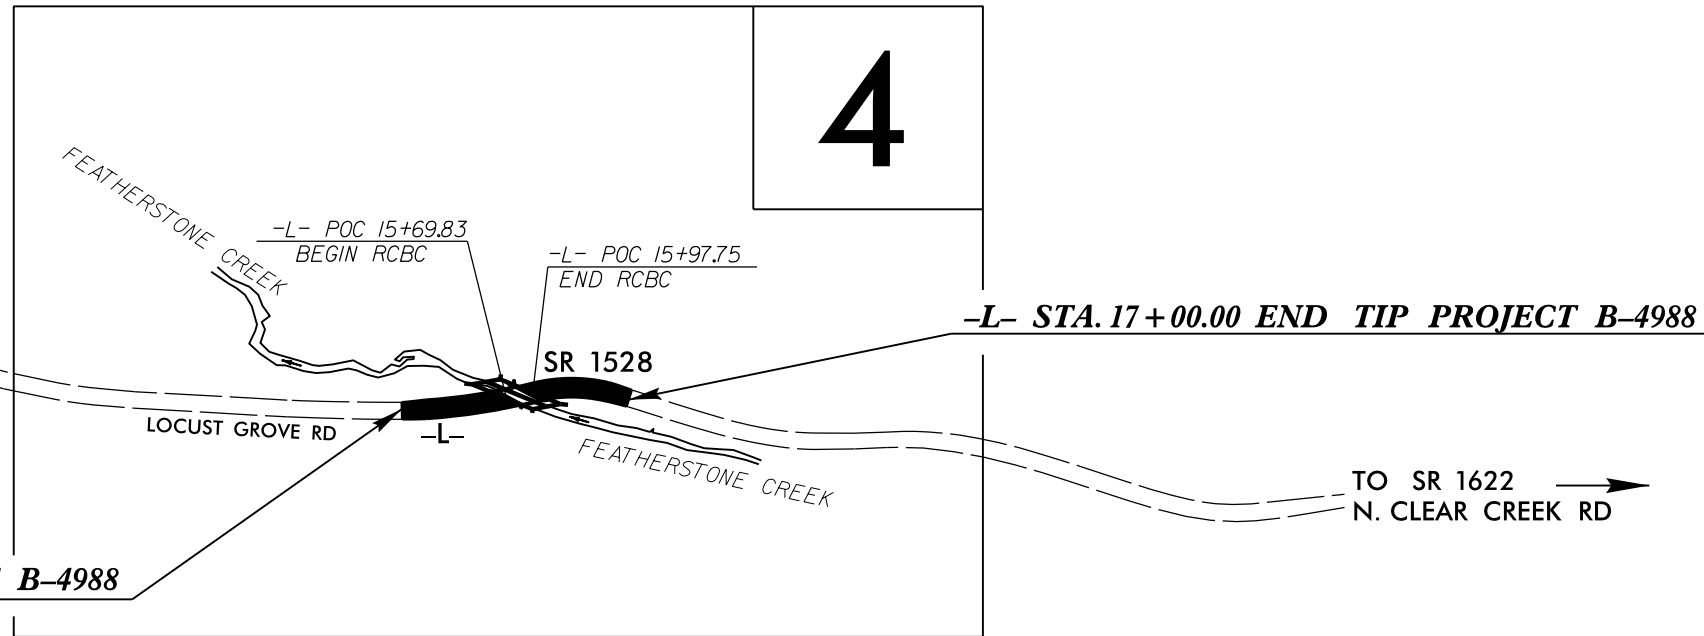 4
FEATHERSTONE CREEK
-L- POC 15+69.83
BEGIN RCBC
-L- POC 15+97.75
END RCBC
-L- STA. 17+00.00 END TIP PROJECT B-4988
SR 1528
LOCUST GROVE RD
-L-
FEATHERSTONE CREEK
TO SR 1622
N. CLEAR CREEK RD
B-4988